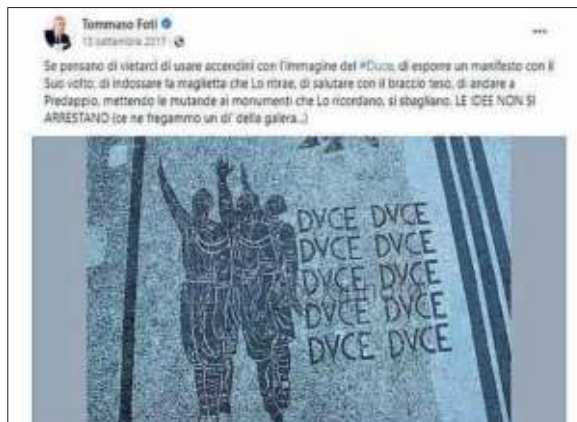 Tommaso Foti
13 settembre 2017
Se pensano di vietarci di usare accendini con l'immagine del #Duce, di esporre un manifesto con il
Suo volto, di indossare la maglietta che Lo ritrae, di salutare con il braccio teso, di andare a
Predappio, mettendo le mutande ai monumenti che Lo ricordano, si sbagliano. LE IDEE NON SI
ARRESTANO (ce ne fregammo un dì della galera...)
DVCE DVCE
DVCE DVCE
DVCE DVCE
DVCE DVCE
DVCE DVCE